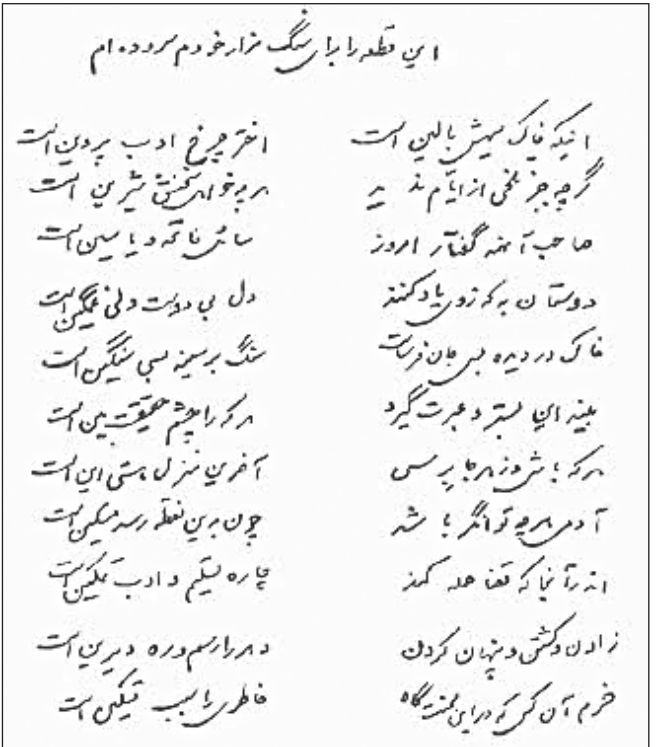 این قطعه را برای سنگ مزار خودم سروده ام
اینکه خاک سیهش بالین است اختر چرخ ادب پروین است
گرچه جز تلخی از ایام ندید هرچه خواهی سخنش شیرین است
صاحب آنهمه گفتار امروز سائل فاتحه و یاسین است
دوستان به که ز وی یاد کنند دل بی دوست دلی غمگین است
خاک در دیده بسی جان فرساست سنگ بر سینه بسی سنگین است
بیند این بستر و عبرت گیرد هر که را چشم حقیقت بین است
هر که باشی و ز هر جا برسی آخرین منزل هستی این است
آدمی هر چه توانگر باشد چون بدین نقطه رسد مسکین است
اندر آنجا که قضا حمله کند چاره تسلیم و ادب تمکین است
زادن و کشتن و پنهان کردن دهر را رسم و ره دیرین است
خرم آن کس که در این محنت گاه خاطری را سبب تسکین است